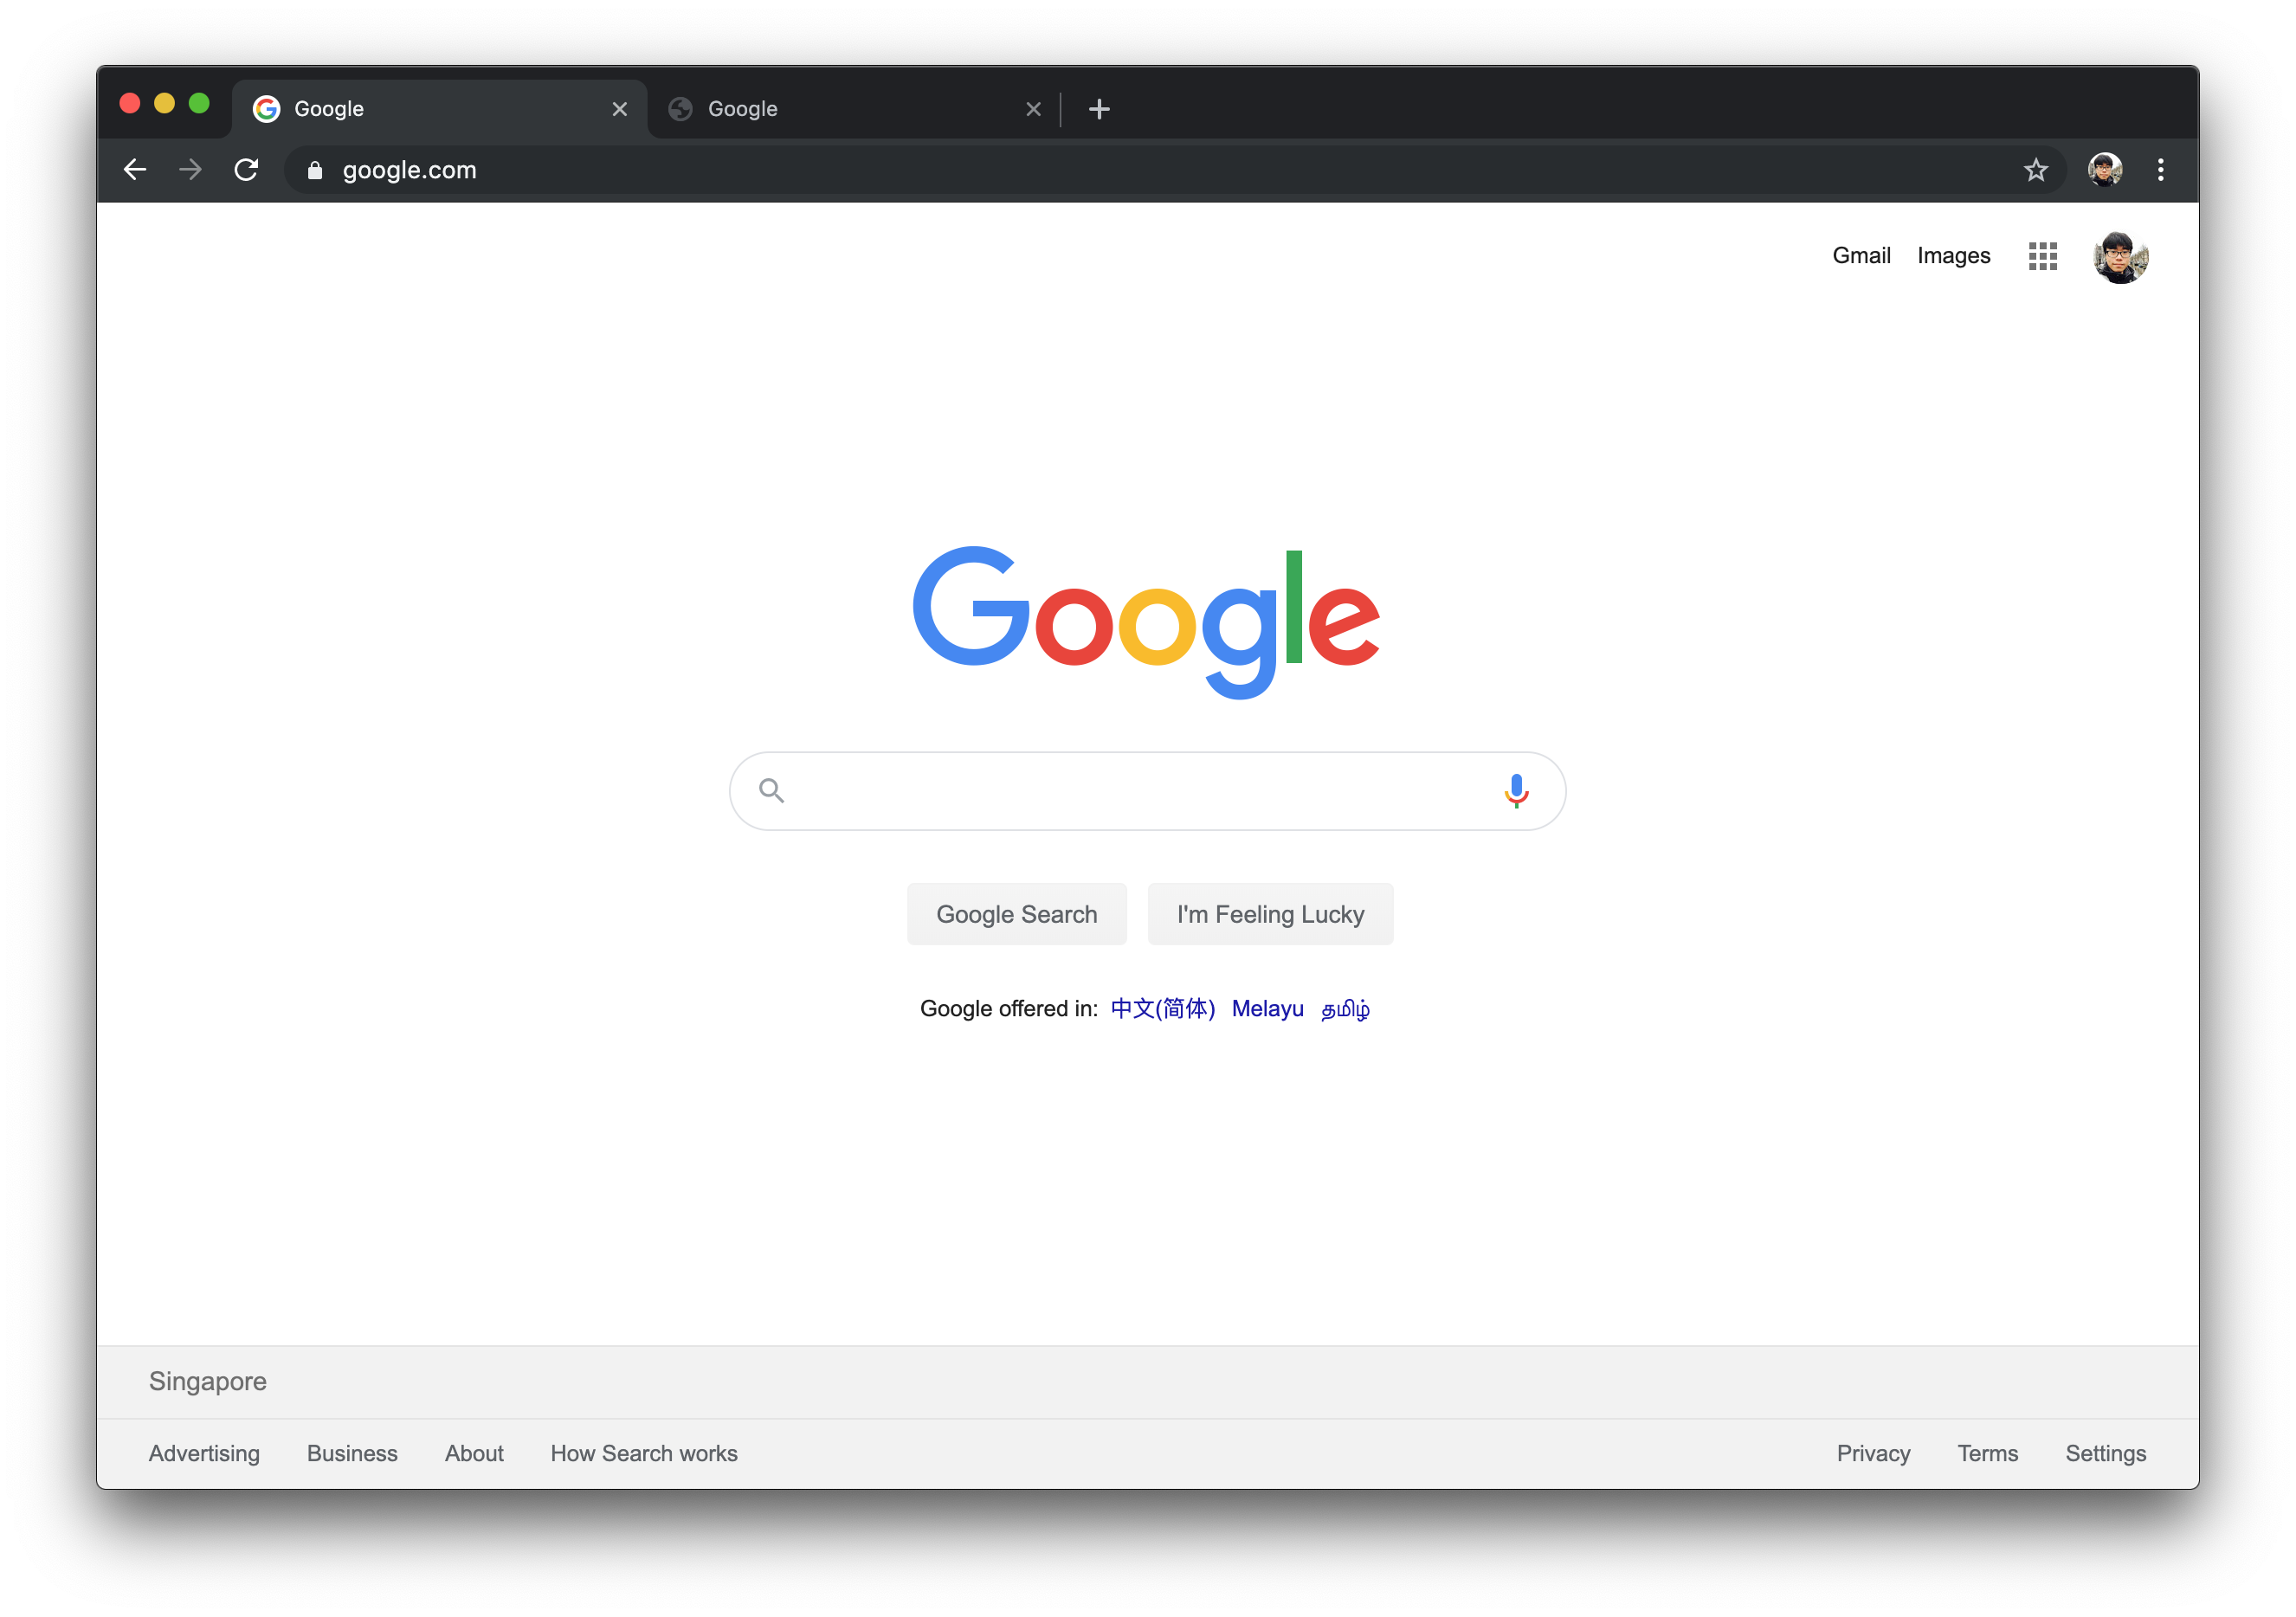 Google Google
google.com
Gmail Images
Google
Google Search I'm Feeling Lucky
Google offered in: 中文(简体) Melayu தமிழ்
Singapore
Advertising Business About How Search works Privacy Terms Settings